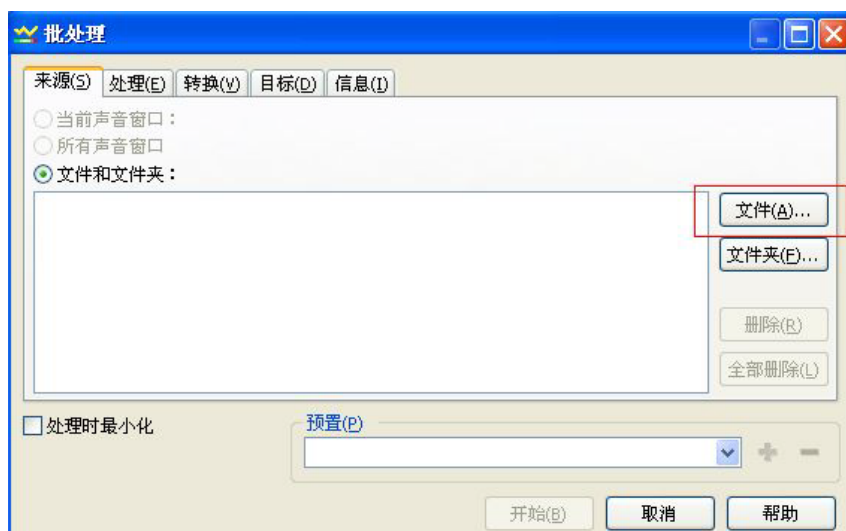 批处理
来源(S) 处理(E) 转换(V) 目标(D) 信息(I)
当前声音窗口：
所有声音窗口
文件和文件夹：
文件(A)...
文件夹(F)...
删除(R)
全部删除(L)
处理时最小化
预置(P)
开始(B) 取消 帮助